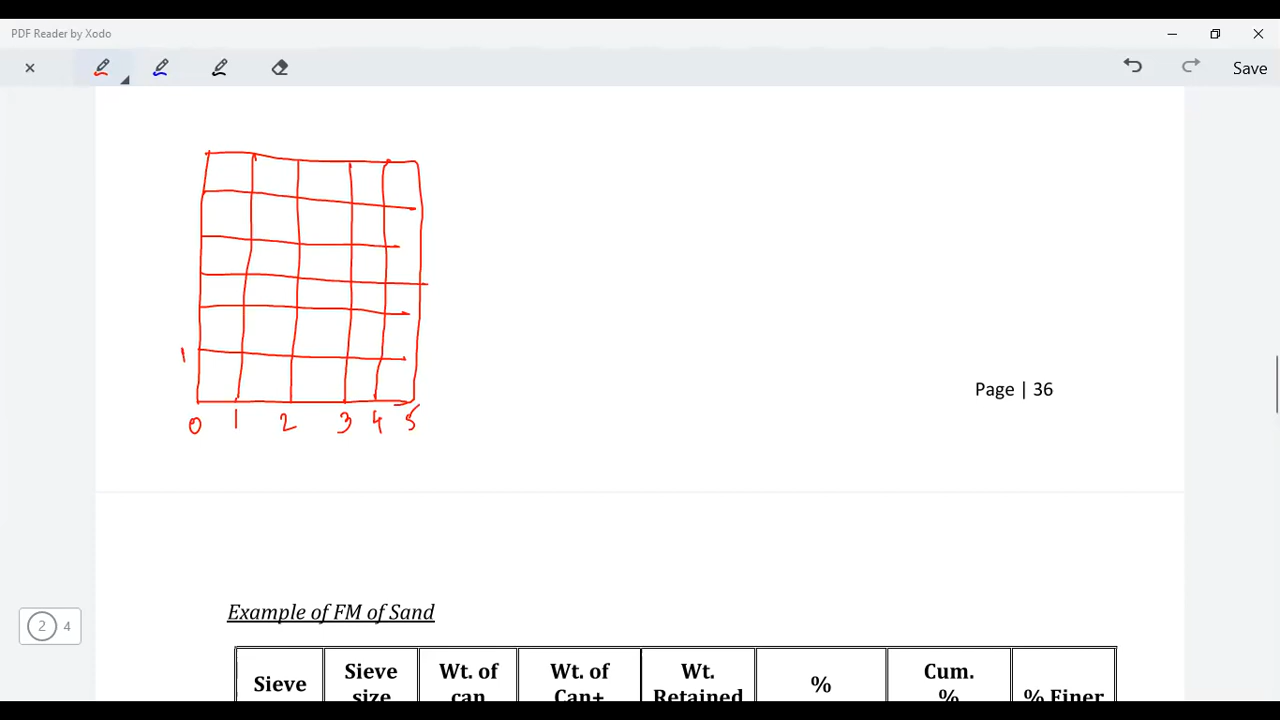 PDF Reader by Xodo
Save
1
0 1 2 3 4 5
Page | 36
2 4
Example of FM of Sand
Sieve
Sieve size
Wt. of can
Wt. of Can+
Wt. Retained
%
Cum. %
% Finer